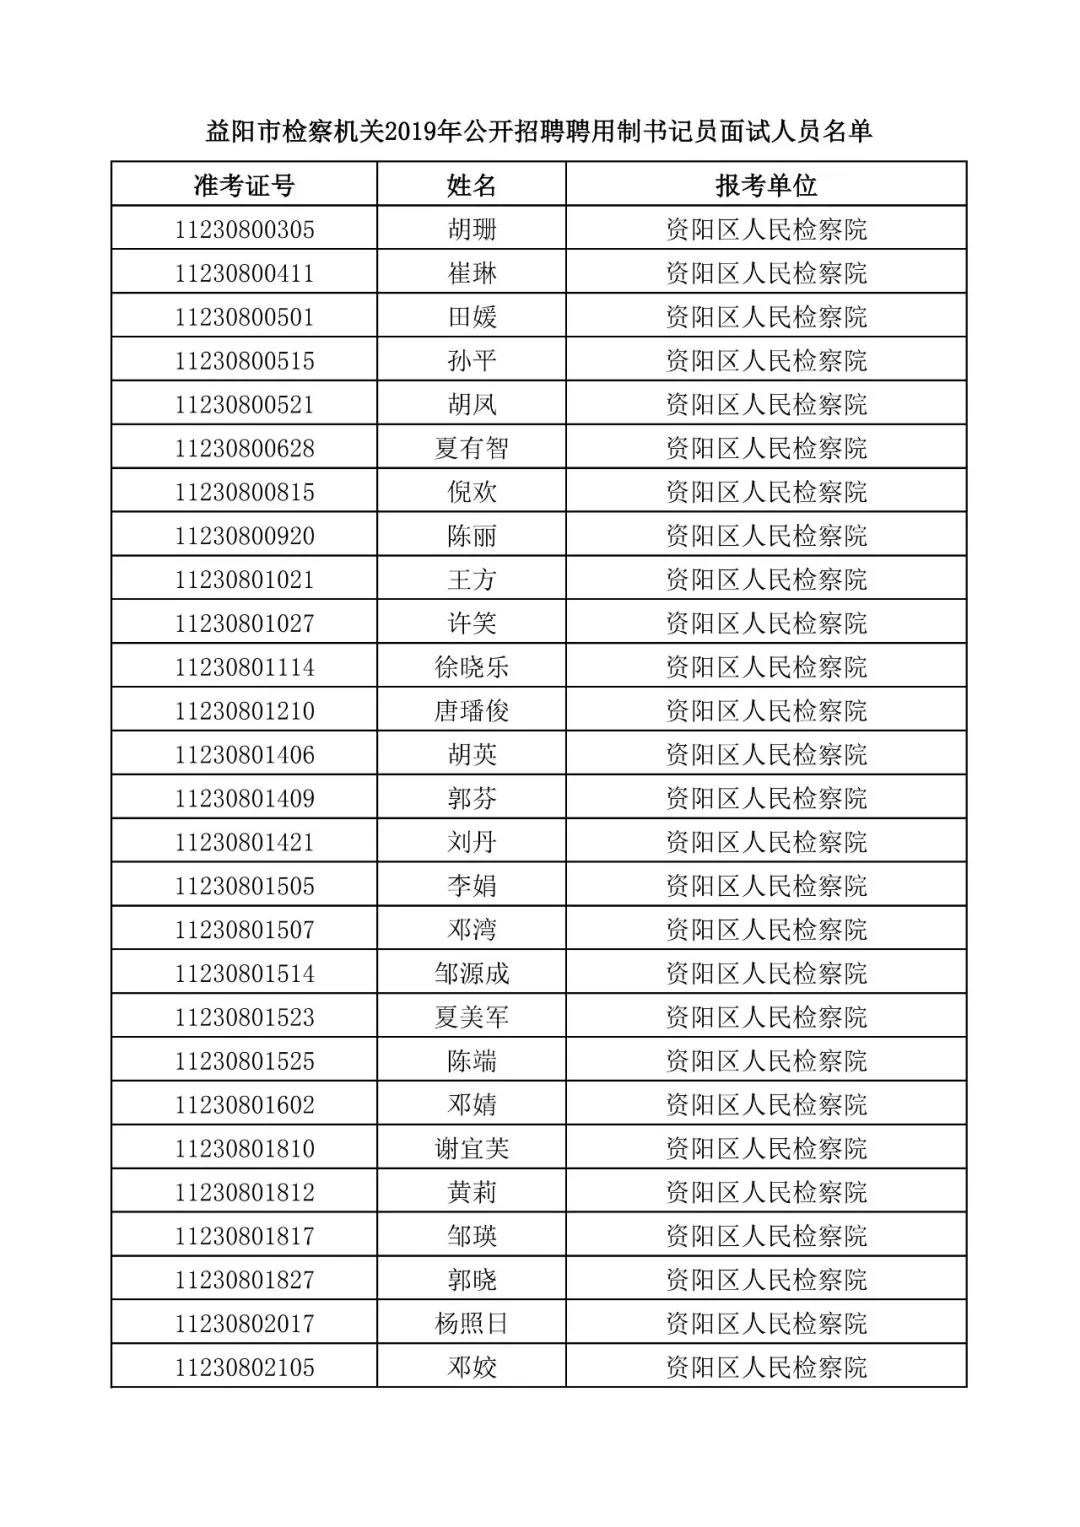 益阳市检察机关2019年公开招聘聘用制书记员面试人员名单
准考证号 姓名 报考单位
11230800305 胡珊 资阳区人民检察院
11230800411 崔琳 资阳区人民检察院
11230800501 田媛 资阳区人民检察院
11230800515 孙平 资阳区人民检察院
11230800521 胡凤 资阳区人民检察院
11230800628 夏有智 资阳区人民检察院
11230800815 倪欢 资阳区人民检察院
11230800920 陈丽 资阳区人民检察院
11230801021 王方 资阳区人民检察院
11230801027 许笑 资阳区人民检察院
11230801114 徐晓乐 资阳区人民检察院
11230801210 唐璠俊 资阳区人民检察院
11230801406 胡英 资阳区人民检察院
11230801409 郭芬 资阳区人民检察院
11230801421 刘丹 资阳区人民检察院
11230801505 李娟 资阳区人民检察院
11230801507 邓湾 资阳区人民检察院
11230801514 邹源成 资阳区人民检察院
11230801523 夏美军 资阳区人民检察院
11230801525 陈端 资阳区人民检察院
11230801602 邓婧 资阳区人民检察院
11230801810 谢宜芙 资阳区人民检察院
11230801812 黄莉 资阳区人民检察院
11230801817 邹瑛 资阳区人民检察院
11230801827 郭晓 资阳区人民检察院
11230802017 杨照日 资阳区人民检察院
11230802105 邓姣 资阳区人民检察院